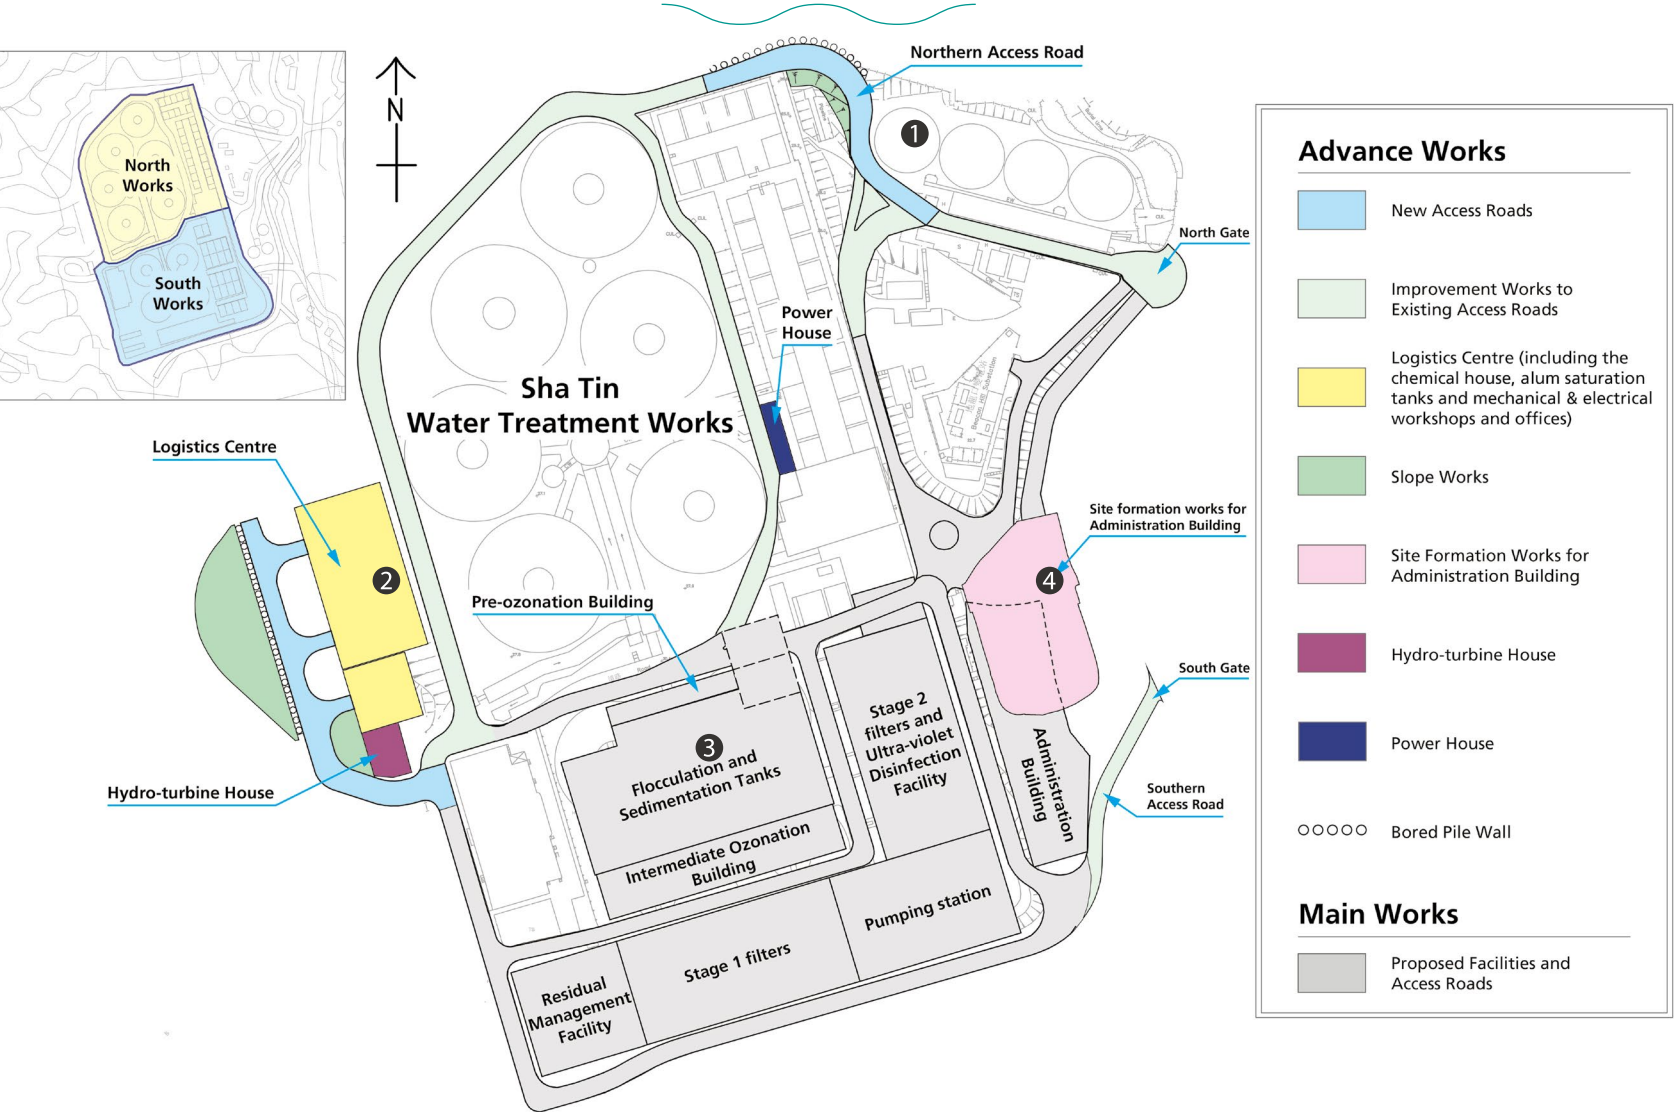 North
Works
South
Works
N
Northern Access Road
1
North Gate
Power
House
Sha Tin
Water Treatment Works
Logistics Centre
2
Site formation works for
Administration Building
4
Pre-ozonation Building
South Gate
3
Flocculation and
Sedimentation Tanks
Stage 2
filters and
Ultra-violet
Disinfection
Facility
Administration
Building
Southern
Access Road
Hydro-turbine House
Intermediate Ozonation
Building
Pumping station
Stage 1 filters
Residual
Management
Facility
Advance Works
New Access Roads
Improvement Works to
Existing Access Roads
Logistics Centre (including the
chemical house, alum saturation
tanks and mechanical & electrical
workshops and offices)
Slope Works
Site Formation Works for
Administration Building
Hydro-turbine House
Power House
Bored Pile Wall
Main Works
Proposed Facilities and
Access Roads